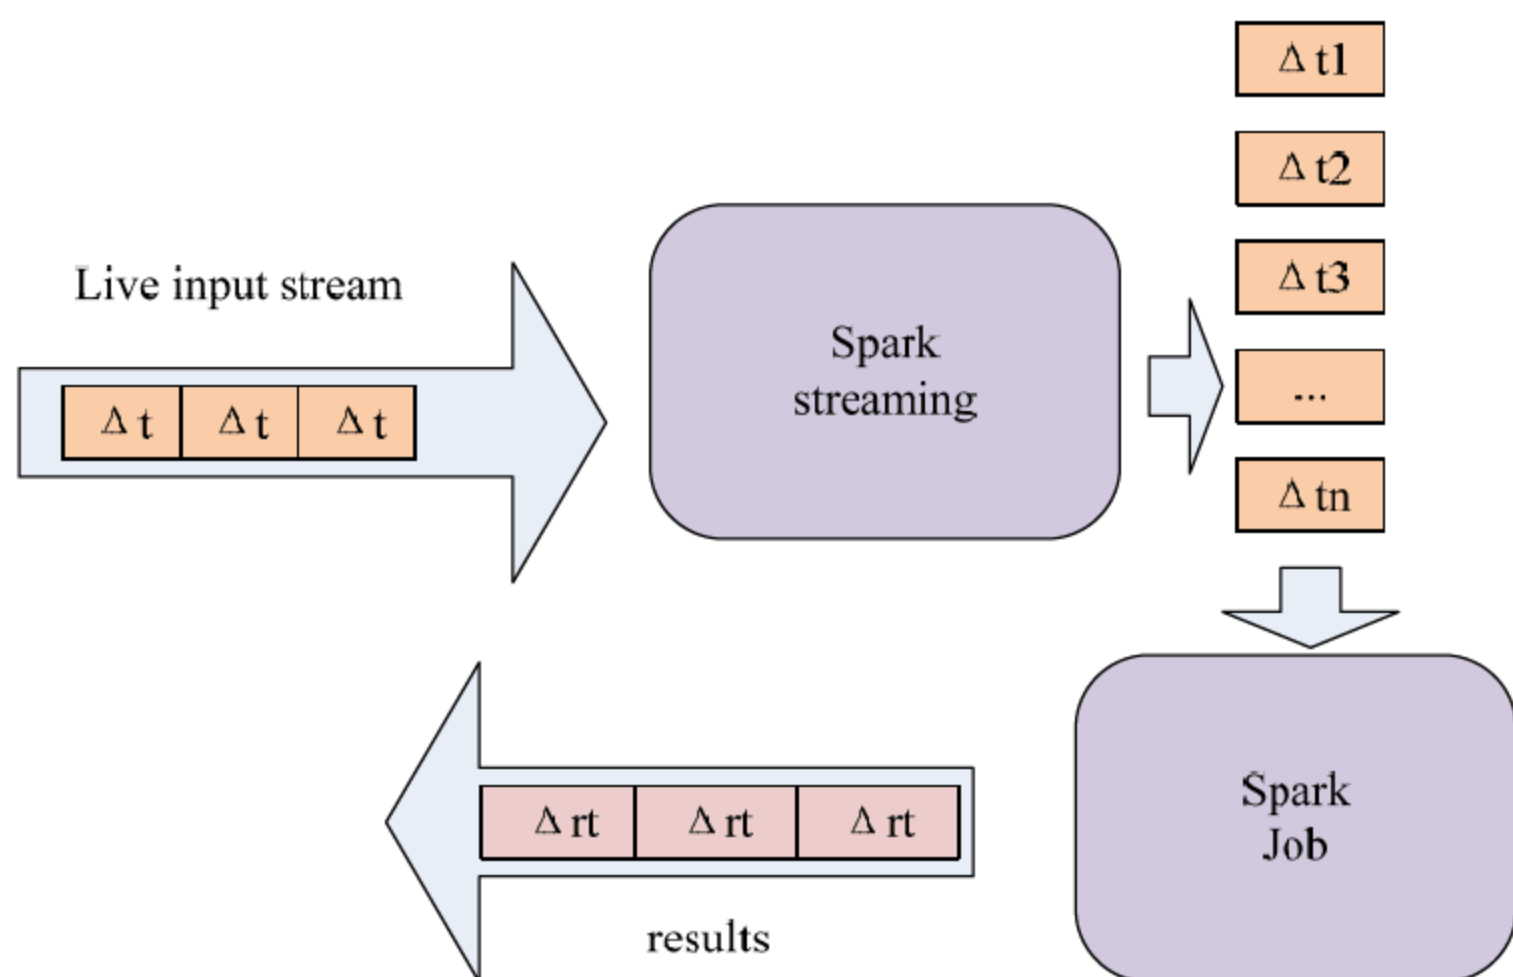 Live input stream
Δ t Δ t Δ t
Spark
streaming
Δ t1
Δ t2
Δ t3
...
Δ tn
Spark
Job
Δ rt Δ rt Δ rt
results